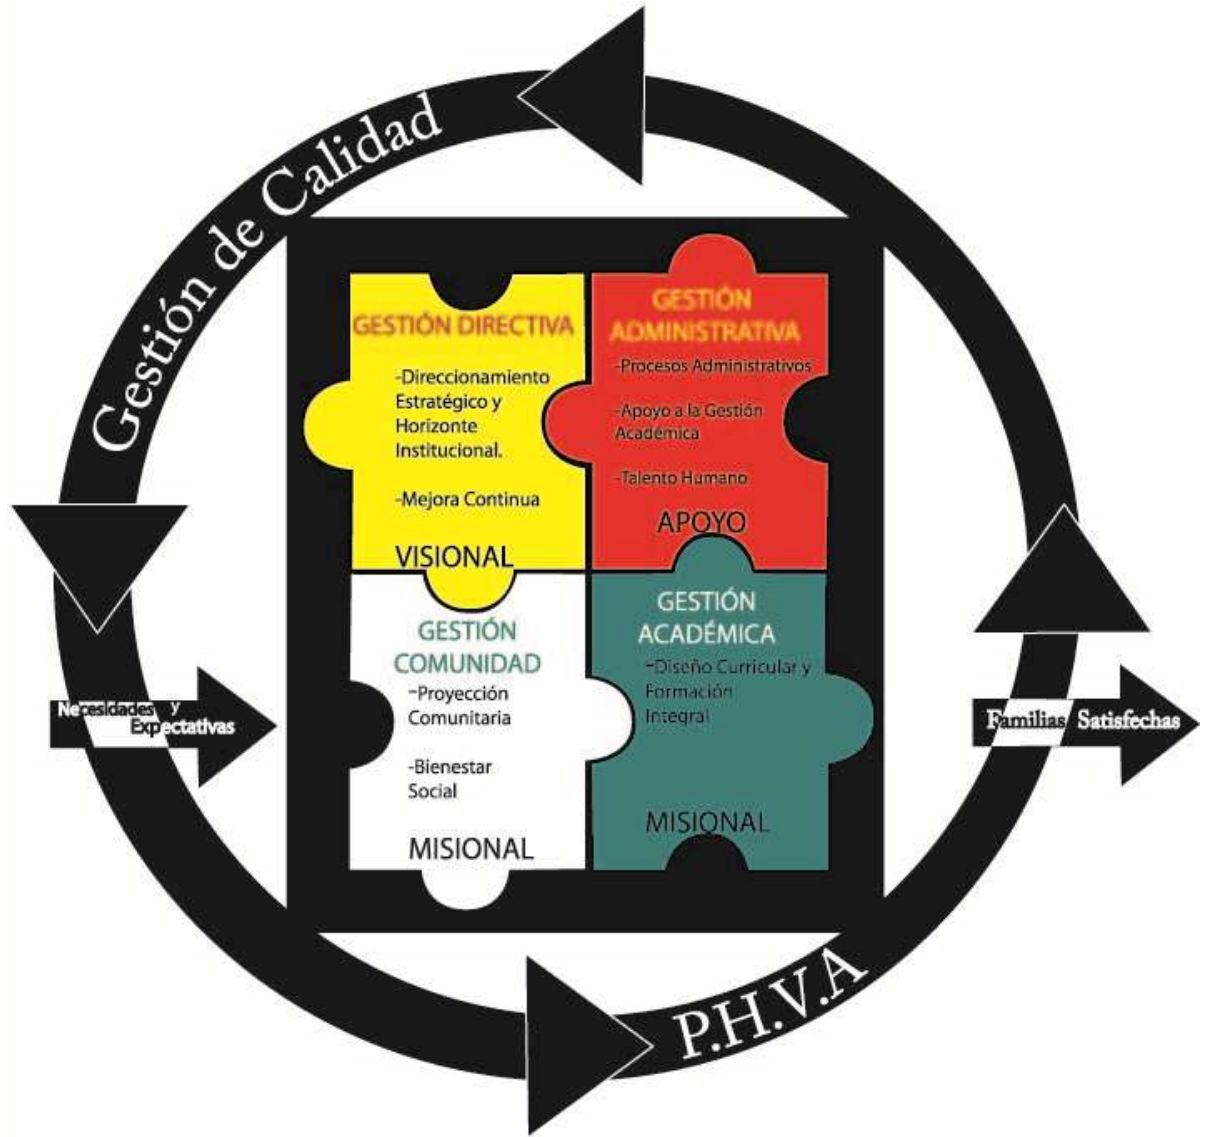 Gestión de Calidad
GESTIÓN DIRECTIVA
-Direccionamiento
Estratégico y
Horizonte
Institucional.
-Mejora Continua
VISIONAL
GESTIÓN
ADMINISTRATIVA
-Procesos Administrativos
-Apoyo a la Gestión
Académica
-Talento Humano
APOYO
GESTIÓN
COMUNIDAD
-Proyección
Comunitaria
-Bienestar
Social
MISIONAL
GESTIÓN
ACADÉMICA
-Diseño Curricular y
Formación
Integral
MISIONAL
Necesidades y
Expectativas
Familias Satisfechas
P.H.V.A